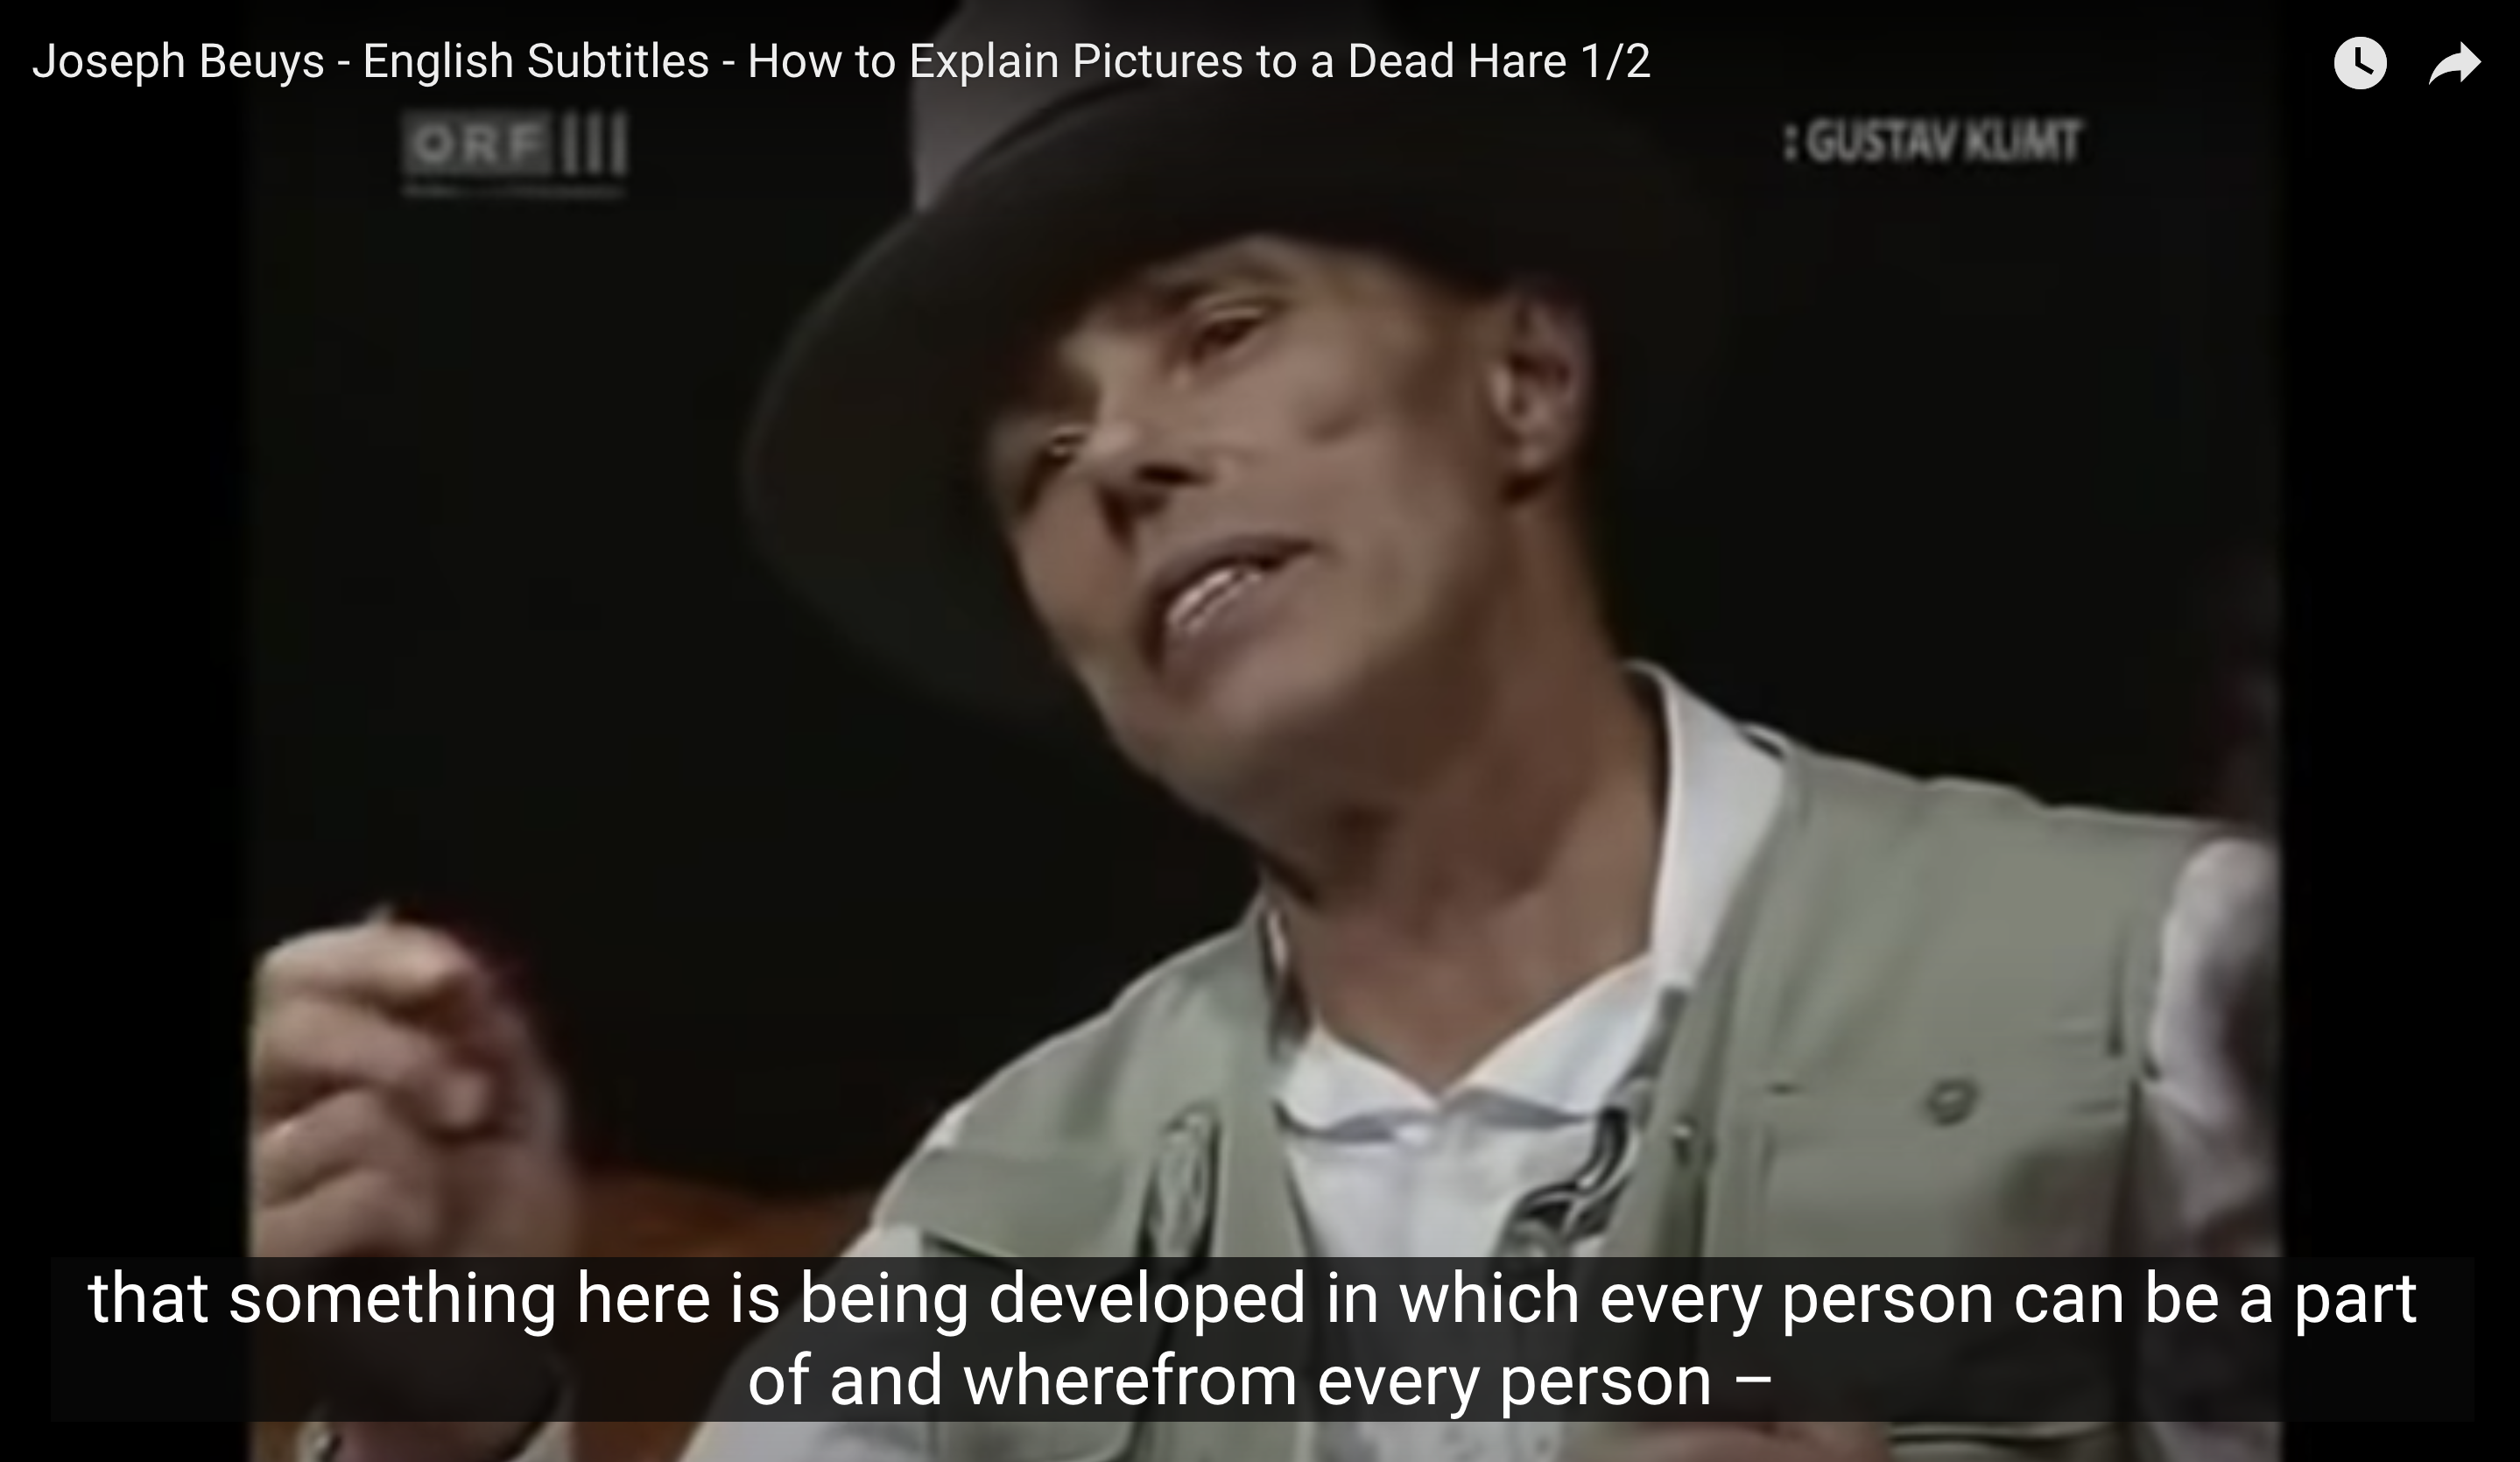 Joseph Beuys - English Subtitles - How to Explain Pictures to a Dead Hare 1/2
ORF III
: GUSTAV KLIMT
that something here is being developed in which every person can be a part
of and wherefrom every person –